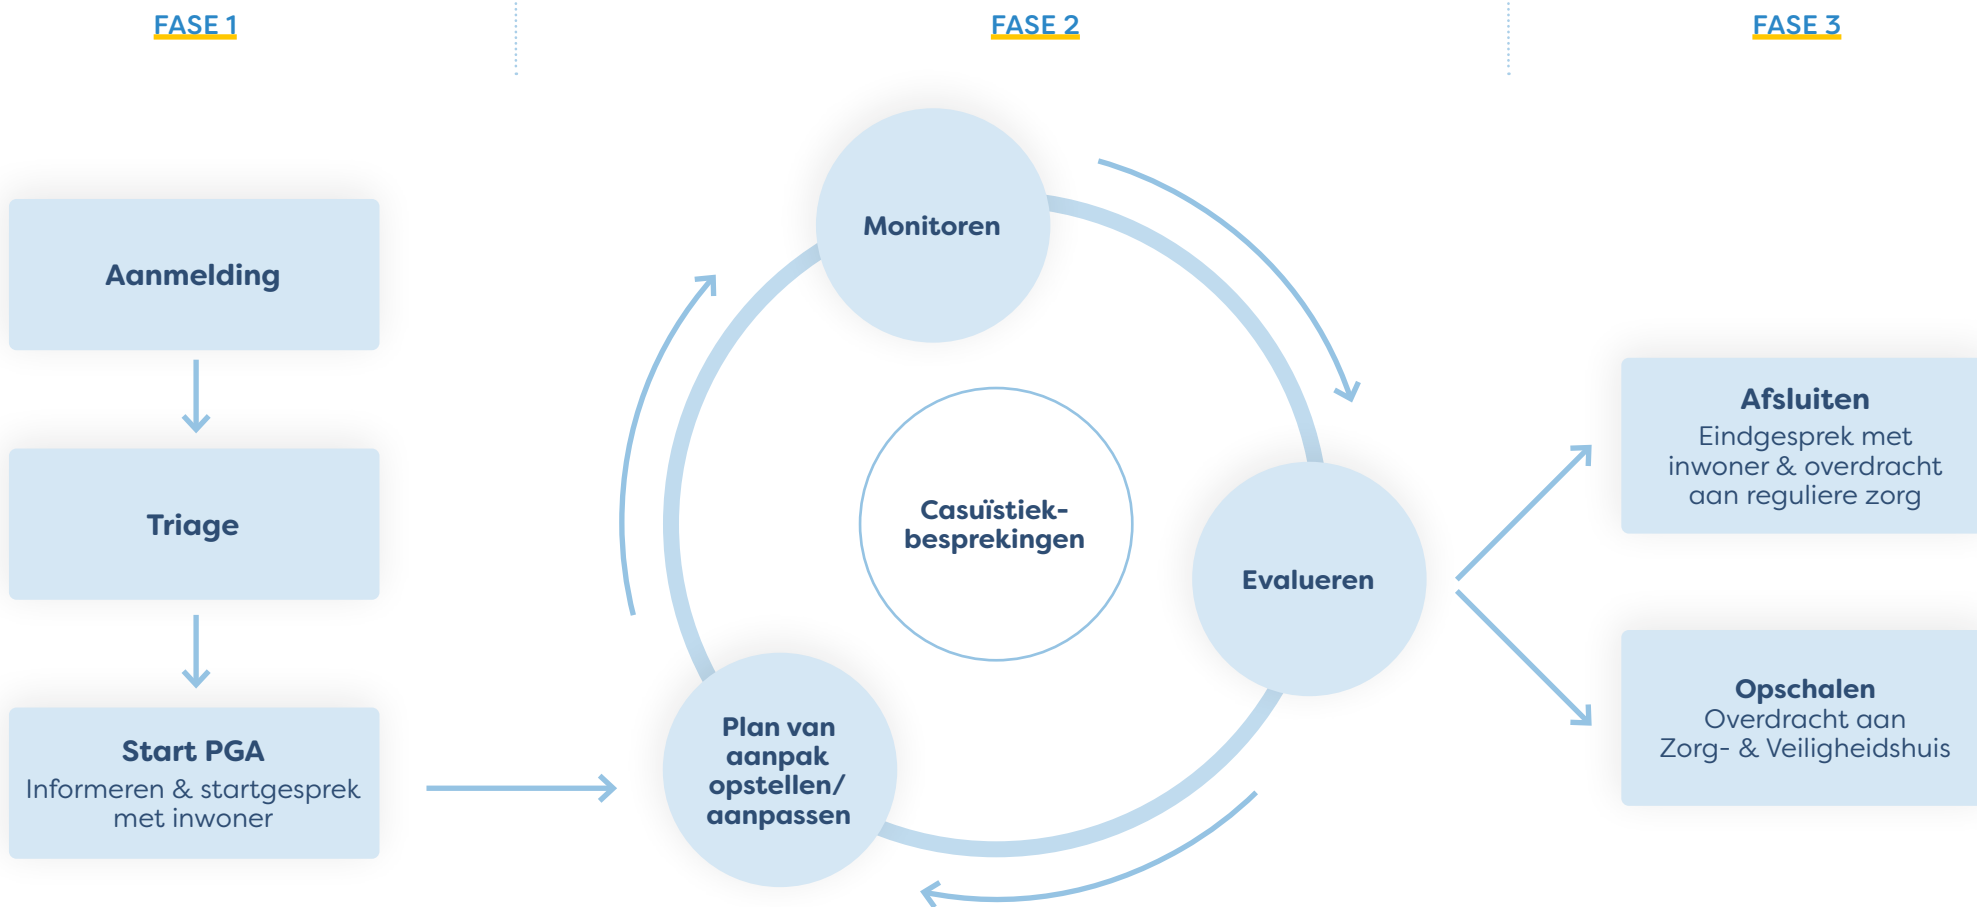 FASE 1
FASE 2
FASE 3
Aanmelding
Triage
Start PGA
Informeren & startgesprek
met inwoner
Monitoren
Casuïstiek-
besprekingen
Evalueren
Plan van
aanpak
opstellen/
aanpassen
Afsluiten
Eindgesprek met
inwoner & overdracht
aan reguliere zorg
Opschalen
Overdracht aan
Zorg- & Veiligheidshuis